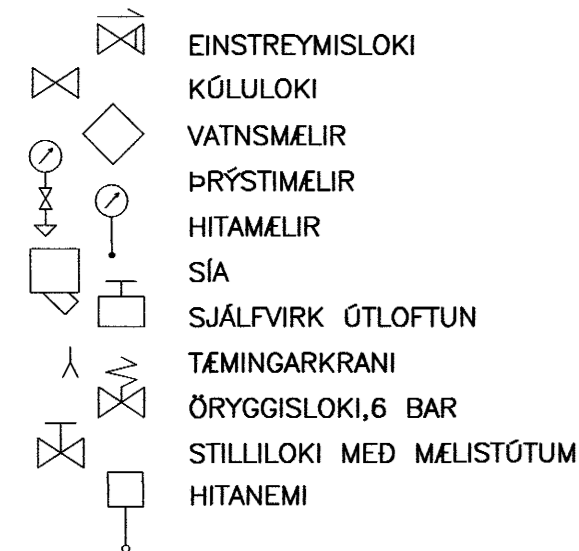 EINSTREYMISLOKI
KÚLULOKI
VATNSMÆLIR
ÞRÝSTIMÆLIR
HITAMÆLIR
SÍA
SJÁLFVIRK ÚTLOFTUN
TÆMINGARKRANI
ÖRYGGISLOKI,6 BAR
STILLILOKI MEÐ MÆLISTÚTUM
HITANEMI